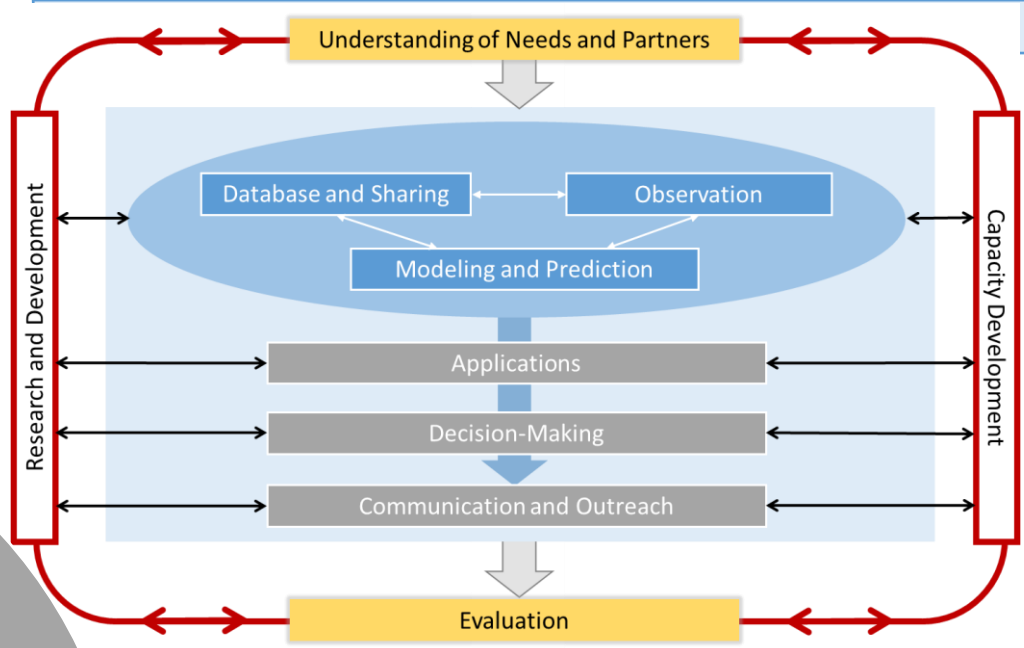 Understanding of Needs and Partners
Research and Development
Database and Sharing
Observation
Modeling and Prediction
Capacity Development
Applications
Decision-Making
Communication and Outreach
Evaluation